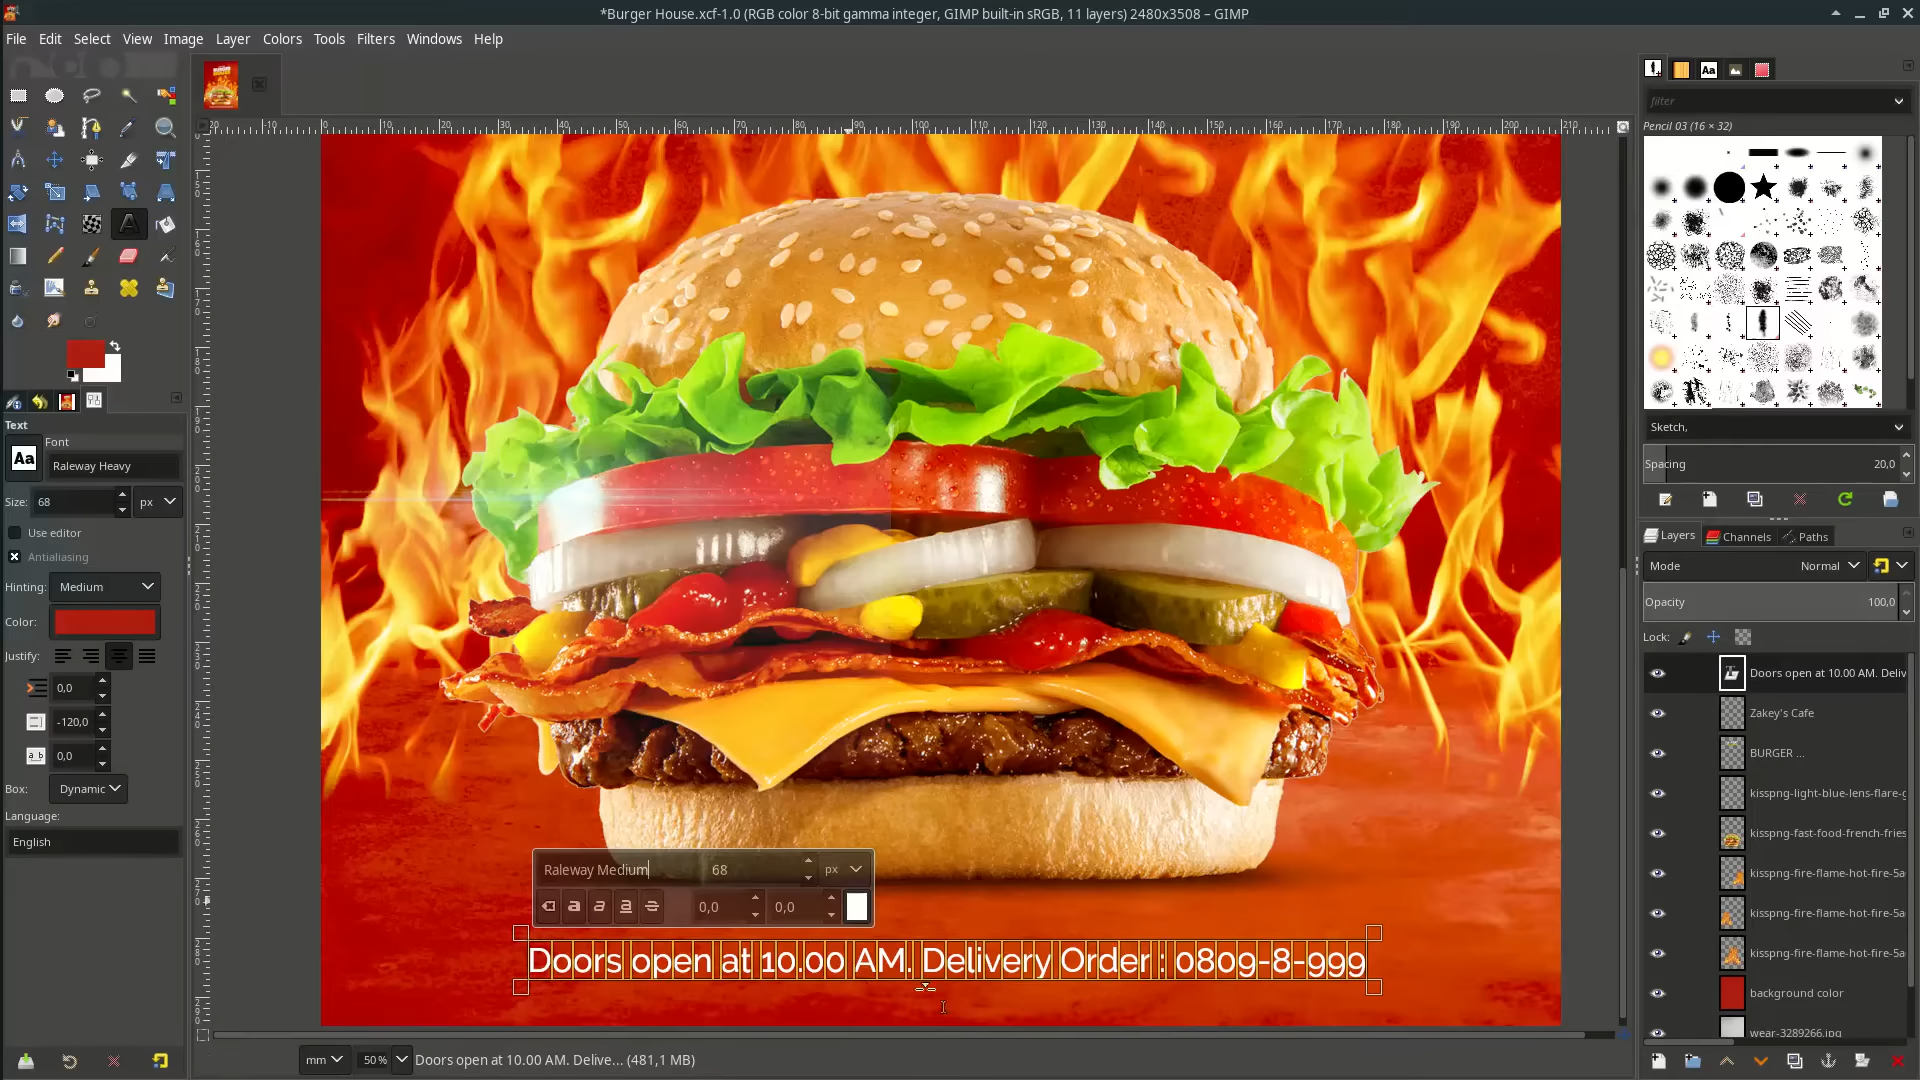 *Burger House.xcf-1.0 (RGB color 8-bit gamma integer, GIMP built-in sRGB, 11 layers) 2480x3508 – GIMP
File Edit Select View Image Layer Colors Tools Filters Windows Help
filter
Pencil 03 (16 × 32)
Text
Font
Aa
Raleway Heavy
Size: 68 px
Use editor
Antialiasing
Hinting: Medium
Color:
Justify:
0,0
-120,0
0,0
Box: Dynamic
Language:
English
Sketch,
Spacing 20,0
Layers Channels Paths
Mode Normal
Opacity 100,0
Lock:
Doors open at 10.00 AM. Deliv
Zakey's Cafe
BURGER ...
kisspng-light-blue-lens-flare-g
kisspng-fast-food-french-fries
kisspng-fire-flame-hot-fire-5a
kisspng-fire-flame-hot-fire-5a
kisspng-fire-flame-hot-fire-5a
background color
wear-3289266.jpg
Raleway Medium 68 px
0,0 0,0
Doors open at 10.00 AM. Delivery Order : 0809-8-999
mm 50 % Doors open at 10.00 AM. Delive... (481,1 MB)